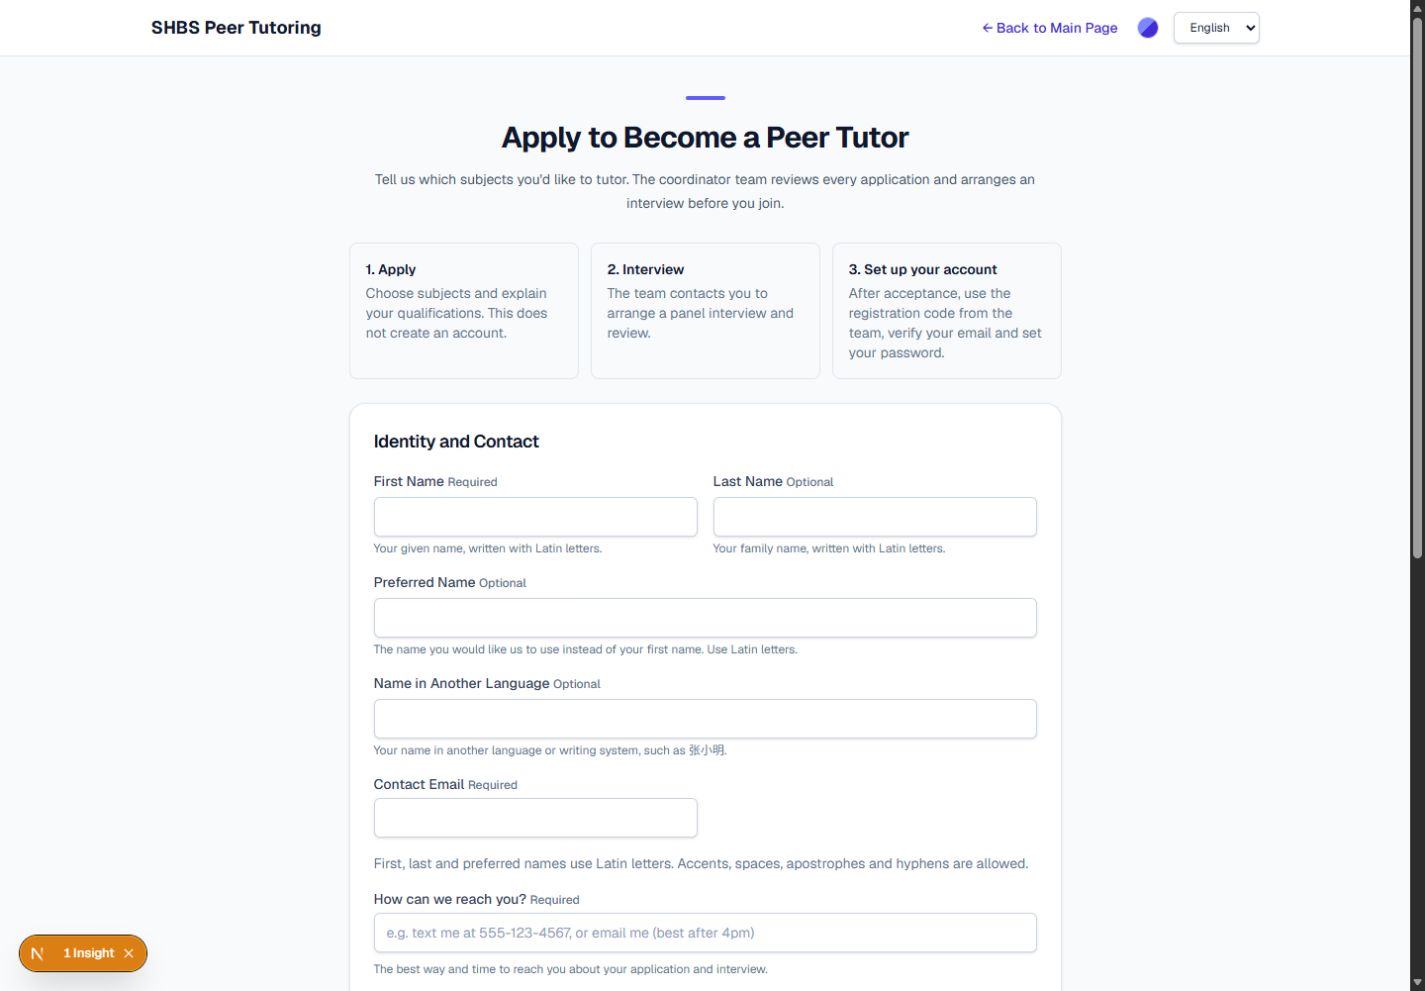 SHBS Peer Tutoring
← Back to Main Page
English
Apply to Become a Peer Tutor
Tell us which subjects you'd like to tutor. The coordinator team reviews every application and arranges an
interview before you join.
1. Apply
Choose subjects and explain
your qualifications. This does
not create an account.
2. Interview
The team contacts you to
arrange a panel interview and
review.
3. Set up your account
After acceptance, use the
registration code from the
team, verify your email and set
your password.
Identity and Contact
First Name Required
Last Name Optional
Your given name, written with Latin letters.
Your family name, written with Latin letters.
Preferred Name Optional
The name you would like us to use instead of your first name. Use Latin letters.
Name in Another Language Optional
Your name in another language or writing system, such as 张小明.
Contact Email Required
First, last and preferred names use Latin letters. Accents, spaces, apostrophes and hyphens are allowed.
How can we reach you? Required
e.g. text me at 555-123-4567, or email me (best after 4pm)
The best way and time to reach you about your application and interview.
N 1 Insight ×